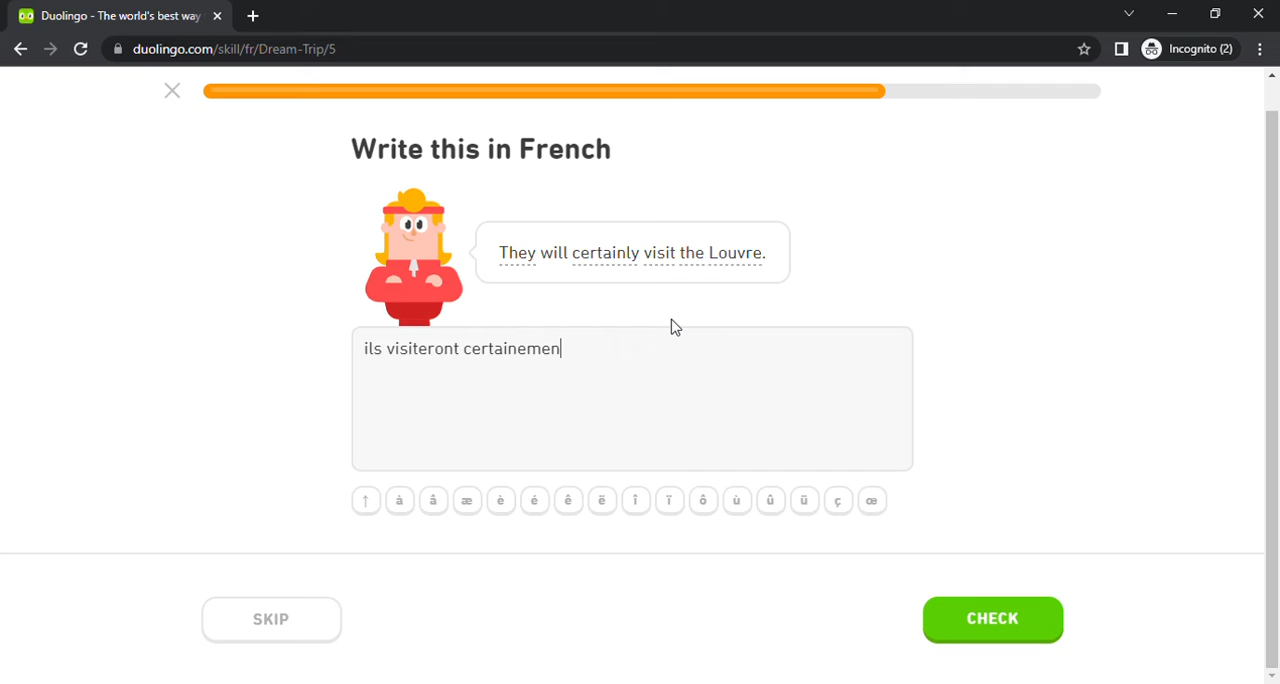 Duolingo - The world's best way
duolingo.com/skill/fr/Dream-Trip/5
Incognito (2)
Write this in French
They will certainly visit the Louvre.
ils visiteront certainemen
↑ à â æ è é ê ë î ï ô ù û ü ç œ
SKIP
CHECK